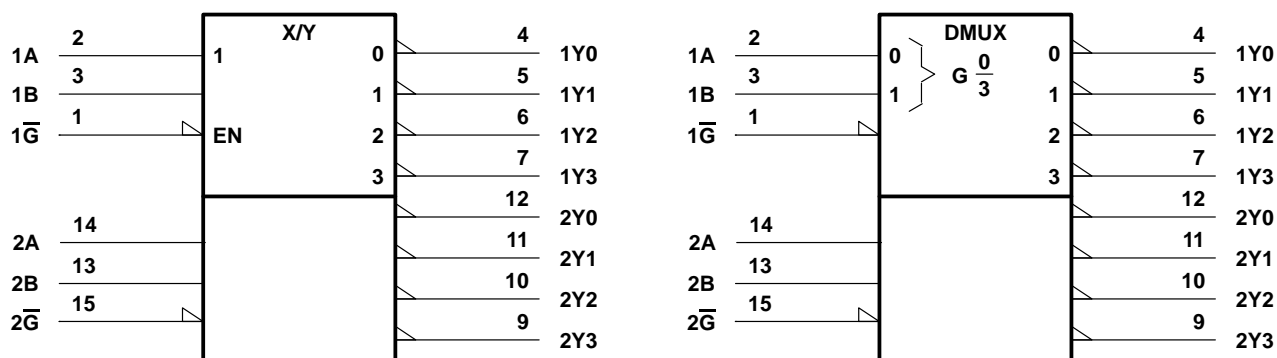 X/Y
1A 2 1 0 4 1Y0
1B 3 1 5 1Y1
1G̅ 1 EN 2 6 1Y2
3 7 1Y3
12 2Y0
2A 14 11 2Y1
2B 13 10 2Y2
2G̅ 15 9 2Y3
DMUX
1A 2 0 } G 0/3 0 4 1Y0
1B 3 1 1 5 1Y1
1G̅ 1 2 6 1Y2
3 7 1Y3
12 2Y0
2A 14 11 2Y1
2B 13 10 2Y2
2G̅ 15 9 2Y3